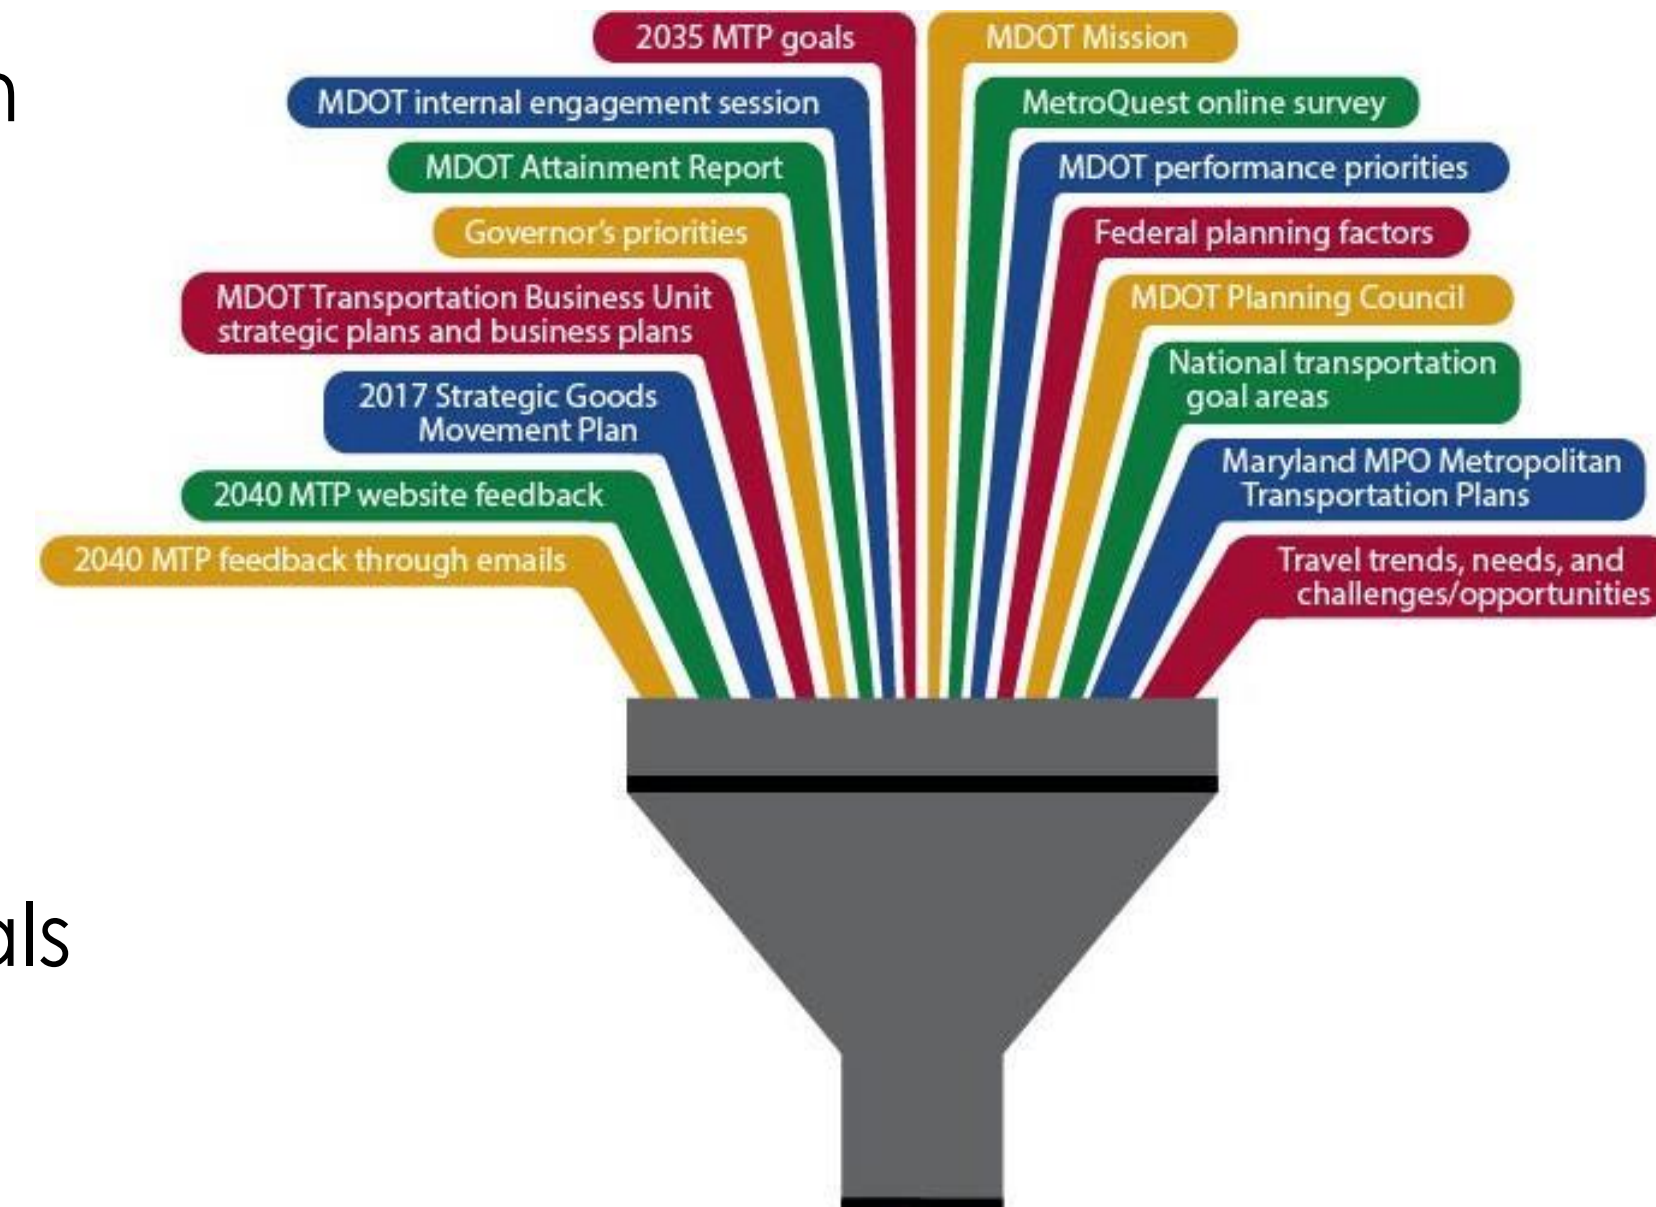 2035 MTP goals
MDOT internal engagement session
MDOT Attainment Report
Governor's priorities
MDOT Transportation Business Unit
strategic plans and business plans
2017 Strategic Goods
Movement Plan
2040 MTP website feedback
2040 MTP feedback through emails
MDOT Mission
MetroQuest online survey
MDOT performance priorities
Federal planning factors
MDOT Planning Council
National transportation
goal areas
Maryland MPO Metropolitan
Transportation Plans
Travel trends, needs, and
challenges/opportunities